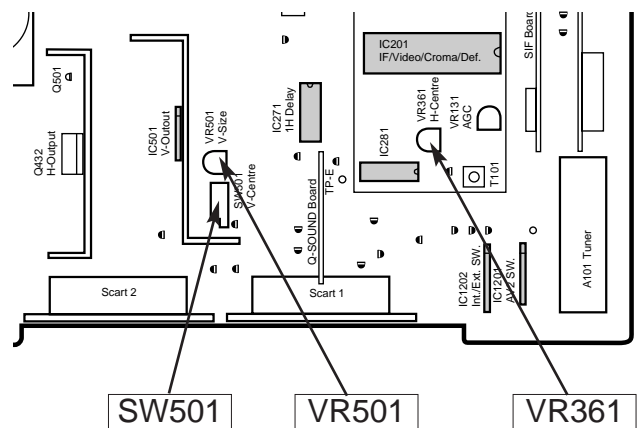 IC201
IF/Video/Croma/Def.
SIF Board
Q501
Q432
H-Output
IC501
V-Outout
VR501
V-Size
IC271
1H Delay
VR361
H-Centre
VR131
AGC
IC281
T101
SW501
V-Centre
TP-E
Q-SOUND Board
IC1202
Int./Ext. SW.
IC1201
AV2 SW.
A101 Tuner
Scart 2
Scart 1
SW501
VR501
VR361